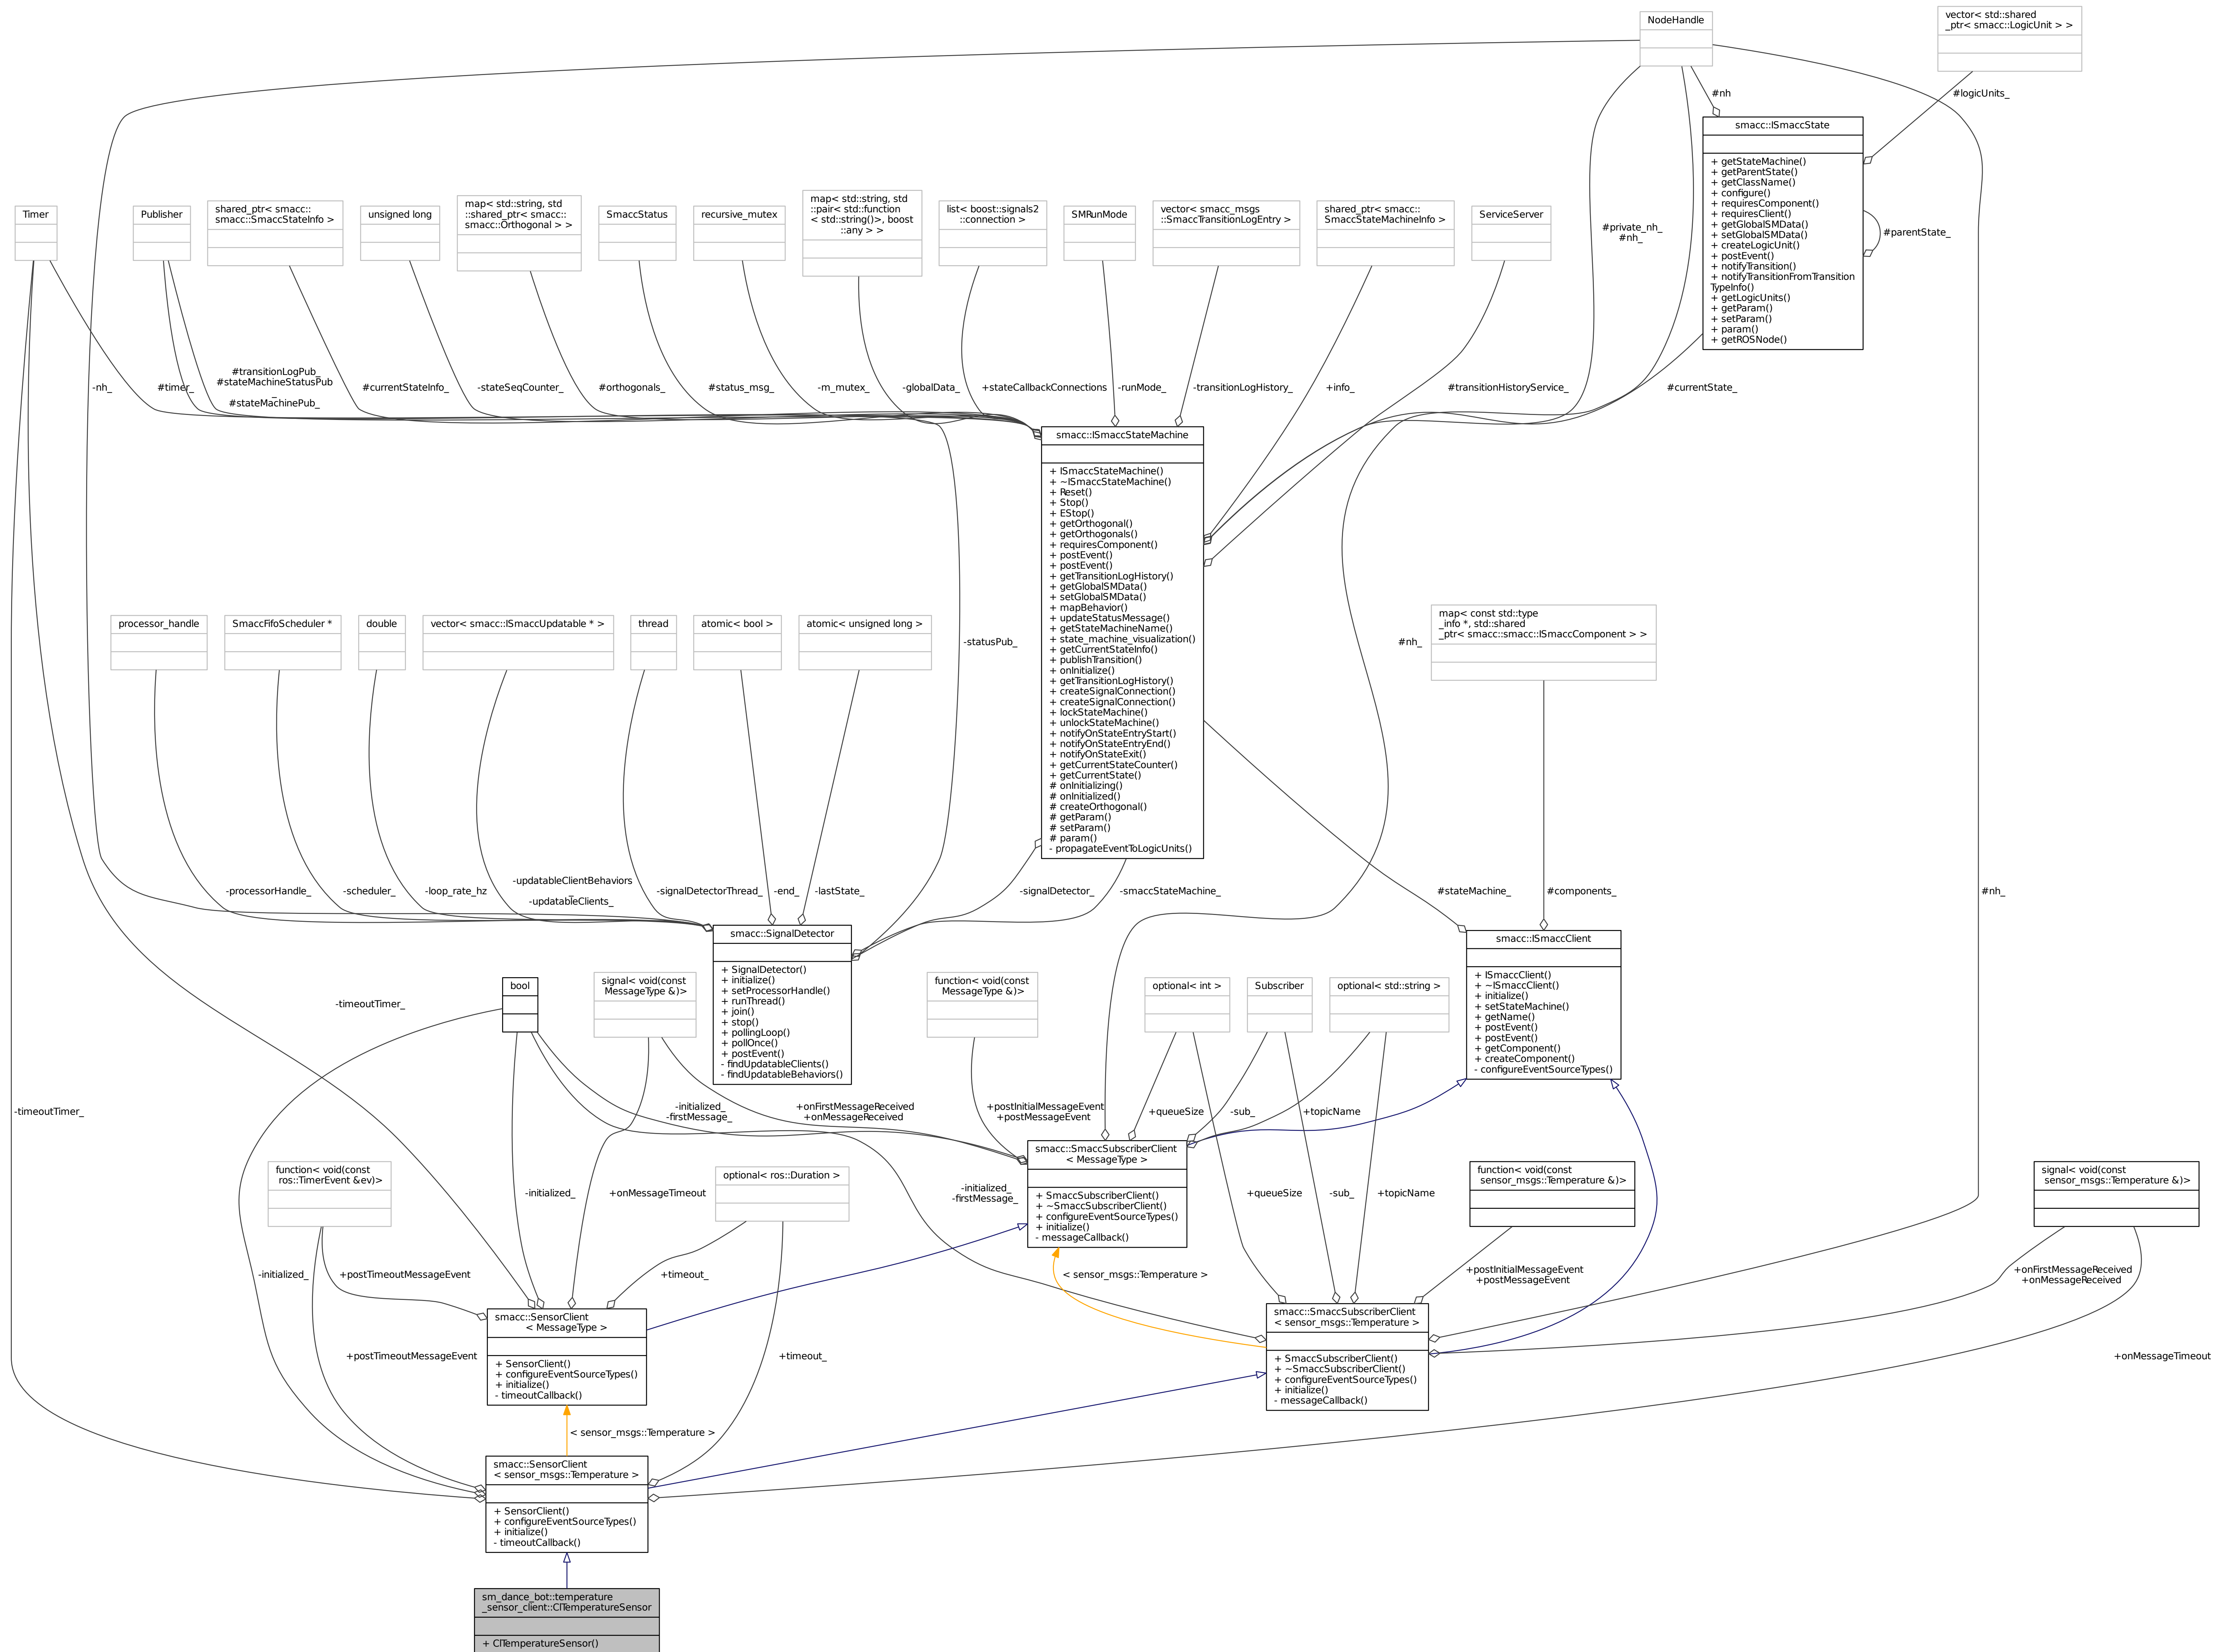 vector< std::shared
_ptr< smacc::LogicUnit > >
NodeHandle
#logicUnits_
#nh
smacc::ISmaccState
+ getStateMachine()
+ getParentState()
+ getClassName()
+ configure()
+ requiresComponent()
+ requiresClient()
+ getGlobalSMData()
+ setGlobalSMData()
+ createLogicUnit()
+ postEvent()
+ notifyTransition()
+ notifyTransitionFromTransition
TypeInfo()
+ getLogicUnits()
+ getParam()
+ setParam()
+ param()
+ getROSNode()
#parentState_
#private_nh_
#nh_
Timer
Publisher
shared_ptr< smacc::
smacc::SmaccStateInfo >
unsigned long
map< std::string, std
::shared_ptr< smacc::
smacc::Orthogonal > >
SmaccStatus
recursive_mutex
map< std::string, std
::pair< std::function
< std::string()>, boost
::any > >
list< boost::signals2
::connection >
SMRunMode
vector< smacc_msgs
::SmaccTransitionLogEntry >
shared_ptr< smacc::
SmaccStateMachineInfo >
ServiceServer
-nh_
#timer_
#transitionLogPub_
#stateMachineStatusPub
_
#stateMachinePub_
#currentStateInfo_
-stateSeqCounter_
#orthogonals_
#status_msg_
-m_mutex_
-globalData_
+stateCallbackConnections
-runMode_
-transitionLogHistory_
+info_
#transitionHistoryService_
#currentState_
smacc::ISmaccStateMachine
+ ISmaccStateMachine()
+ ~ISmaccStateMachine()
+ Reset()
+ Stop()
+ EStop()
+ getOrthogonal()
+ getOrthogonals()
+ requiresComponent()
+ postEvent()
+ postEvent()
+ getTransitionLogHistory()
+ getGlobalSMData()
+ setGlobalSMData()
+ mapBehavior()
+ updateStatusMessage()
+ getStateMachineName()
+ state_machine_visualization()
+ getCurrentStateInfo()
+ publishTransition()
+ onInitialize()
+ getTransitionLogHistory()
+ createSignalConnection()
+ createSignalConnection()
+ lockStateMachine()
+ unlockStateMachine()
+ notifyOnStateEntryStart()
+ notifyOnStateEntryEnd()
+ notifyOnStateExit()
+ getCurrentStateCounter()
+ getCurrentState()
# onInitializing()
# onInitialized()
# createOrthogonal()
# getParam()
# setParam()
# param()
- propagateEventToLogicUnits()
processor_handle
SmaccFifoScheduler *
double
vector< smacc::ISmaccUpdatable * >
thread
atomic< bool >
atomic< unsigned long >
-statusPub_
#nh_
map< const std::type
_info *, std::shared
_ptr< smacc::smacc::ISmaccComponent > >
-processorHandle_
-scheduler_
-loop_rate_hz
-updatableClientBehaviors
_
-updatableClients_
-signalDetectorThread_
-end_
-lastState_
-signalDetector_
-smaccStateMachine_
#stateMachine_
#components_
#nh_
smacc::SignalDetector
+ SignalDetector()
+ initialize()
+ setProcessorHandle()
+ runThread()
+ join()
+ stop()
+ pollingLoop()
+ pollOnce()
+ postEvent()
- findUpdatableClients()
- findUpdatableBehaviors()
smacc::ISmaccClient
+ ISmaccClient()
+ ~ISmaccClient()
+ initialize()
+ setStateMachine()
+ getName()
+ postEvent()
+ postEvent()
+ getComponent()
+ createComponent()
- configureEventSourceTypes()
bool
signal< void(const
MessageType &)>
function< void(const
MessageType &)>
optional< int >
Subscriber
optional< std::string >
-timeoutTimer_
-timeoutTimer_
-initialized_
-firstMessage_
+onFirstMessageReceived
+onMessageReceived
+postInitialMessageEvent
+postMessageEvent
+queueSize
-sub_
+topicName
smacc::SmaccSubscriberClient
< MessageType >
+ SmaccSubscriberClient()
+ ~SmaccSubscriberClient()
+ configureEventSourceTypes()
+ initialize()
- messageCallback()
function< void(const
ros::TimerEvent &ev)>
optional< ros::Duration >
-initialized_
+onMessageTimeout
-initialized_
-firstMessage_
+queueSize
-sub_
+topicName
function< void(const
sensor_msgs::Temperature &)>
signal< void(const
sensor_msgs::Temperature &)>
-initialized_
+postTimeoutMessageEvent
+timeout_
< sensor_msgs::Temperature >
+postInitialMessageEvent
+postMessageEvent
+onFirstMessageReceived
+onMessageReceived
smacc::SensorClient
< MessageType >
+ SensorClient()
+ configureEventSourceTypes()
+ initialize()
- timeoutCallback()
smacc::SmaccSubscriberClient
< sensor_msgs::Temperature >
+ SmaccSubscriberClient()
+ ~SmaccSubscriberClient()
+ configureEventSourceTypes()
+ initialize()
- messageCallback()
+postTimeoutMessageEvent
+timeout_
+onMessageTimeout
< sensor_msgs::Temperature >
smacc::SensorClient
< sensor_msgs::Temperature >
+ SensorClient()
+ configureEventSourceTypes()
+ initialize()
- timeoutCallback()
sm_dance_bot::temperature
_sensor_client::ClTemperatureSensor
+ ClTemperatureSensor()